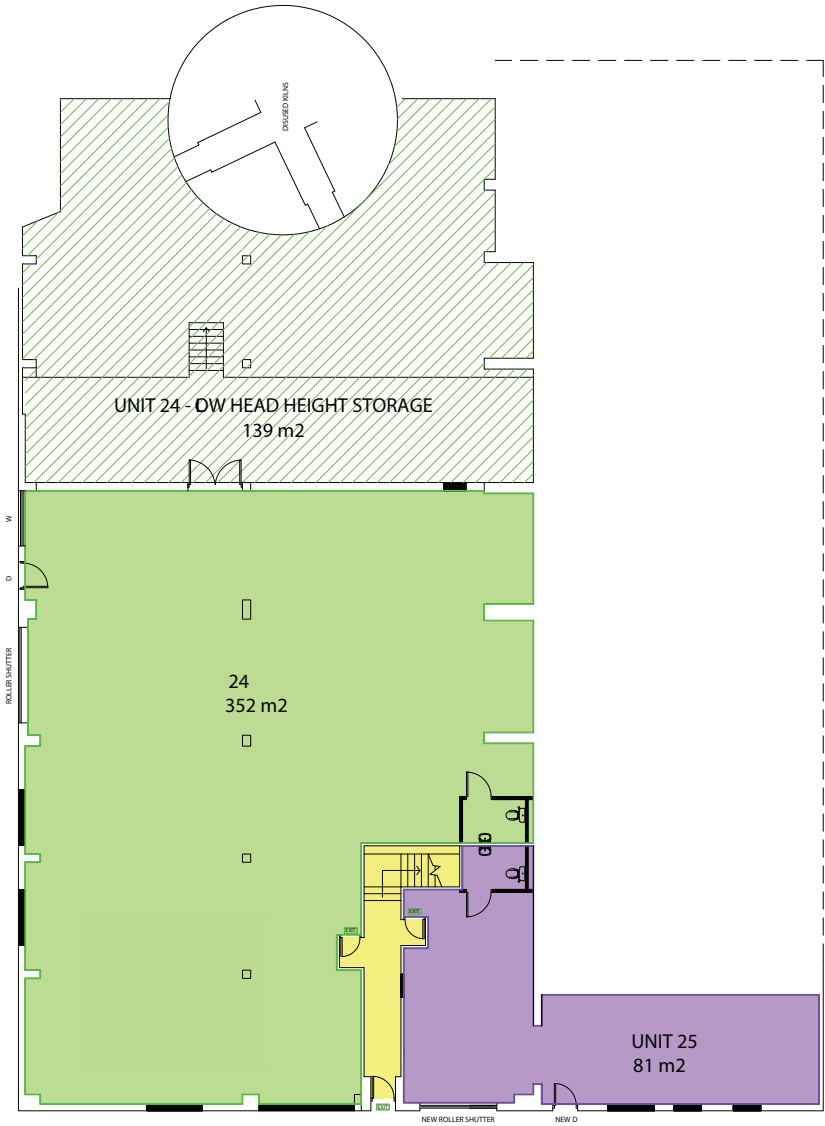 DISUSED KILNS
UNIT 24 - OW HEAD HEIGHT STORAGE
139 m2
W
D
ROLLER SHUTTER
24
352 m2
EXIT
EXIT
UNIT 25
81 m2
EXIT
NEW ROLLER SHUTTER
NEW D